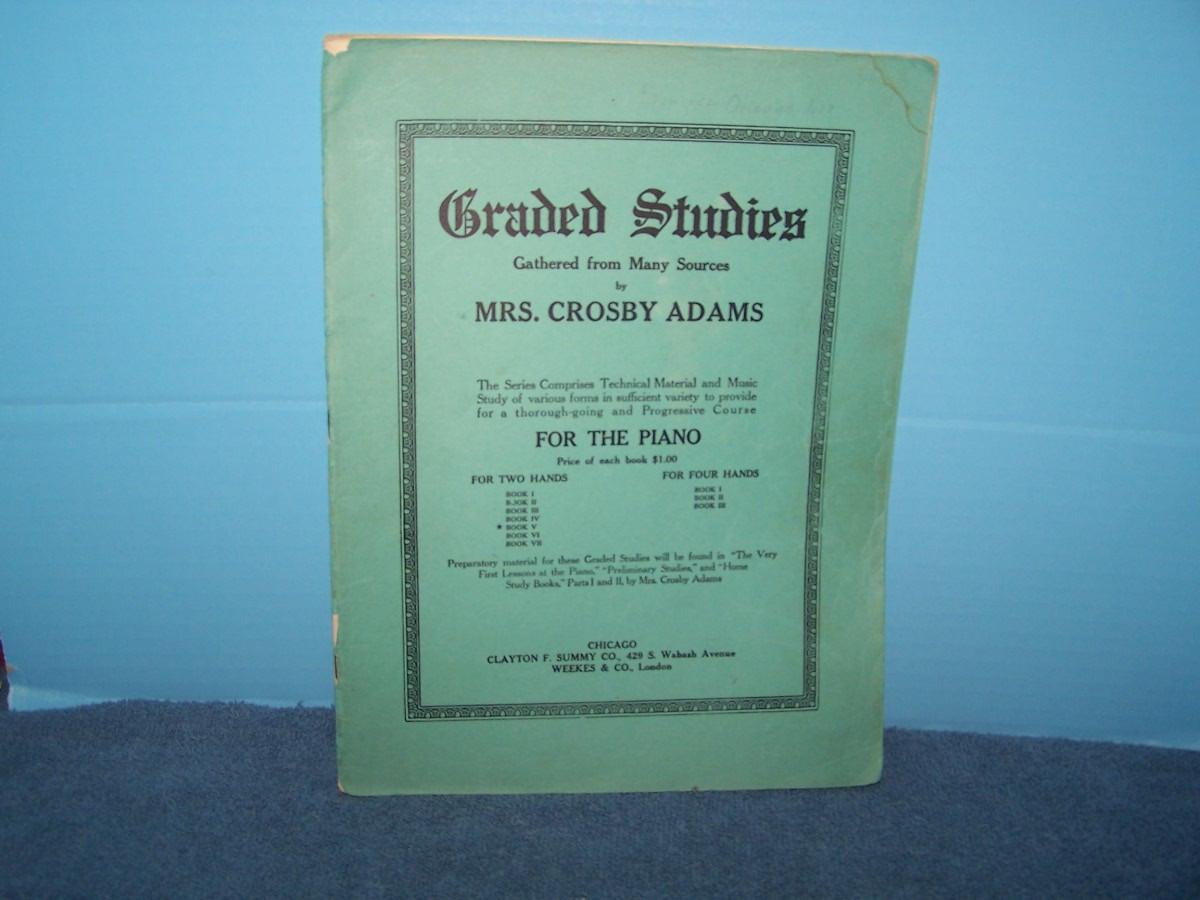 Graded Studies
Gathered from Many Sources
by
MRS. CROSBY ADAMS
The Series Comprises Technical Material and Music
Study of various forms in sufficient variety to provide
for a thorough-going and Progressive Course
FOR THE PIANO
Price of each book $1.00
FOR TWO HANDS
BOOK I
BOOK II
BOOK III
BOOK IV
* BOOK V
BOOK VI
BOOK VII
FOR FOUR HANDS
BOOK I
BOOK II
BOOK III
Preparatory material for these Graded Studies will be found in "The Very
First Lessons at the Piano," "Preliminary Studies," and "Home
Study Books," Parts I and II, by Mrs. Crosby Adams
CHICAGO
CLAYTON F. SUMMY CO., 429 S. Wabash Avenue
WEEKES & CO., London